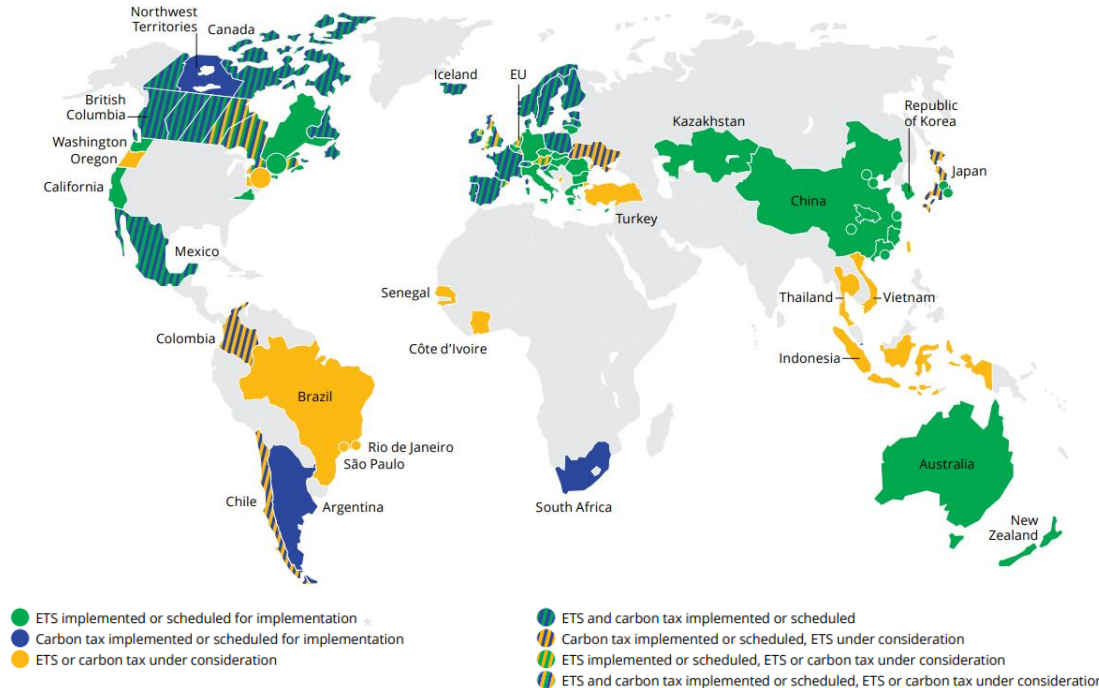 Northwest
Territories
Canada
British
Columbia
Washington
Oregon
California
Mexico
Iceland
EU
Kazakhstan
Republic
of Korea
Japan
China
Turkey
Senegal
Côte d’Ivoire
Thailand
Vietnam
Indonesia
Colombia
Brazil
Rio de Janeiro
São Paulo
Chile
Argentina
South Africa
Australia
New
Zealand
ETS implemented or scheduled for implementation *
Carbon tax implemented or scheduled for implementation
ETS or carbon tax under consideration
ETS and carbon tax implemented or scheduled
Carbon tax implemented or scheduled, ETS under consideration
ETS implemented or scheduled, ETS or carbon tax under consideration
ETS and carbon tax implemented or scheduled, ETS or carbon tax under consideration